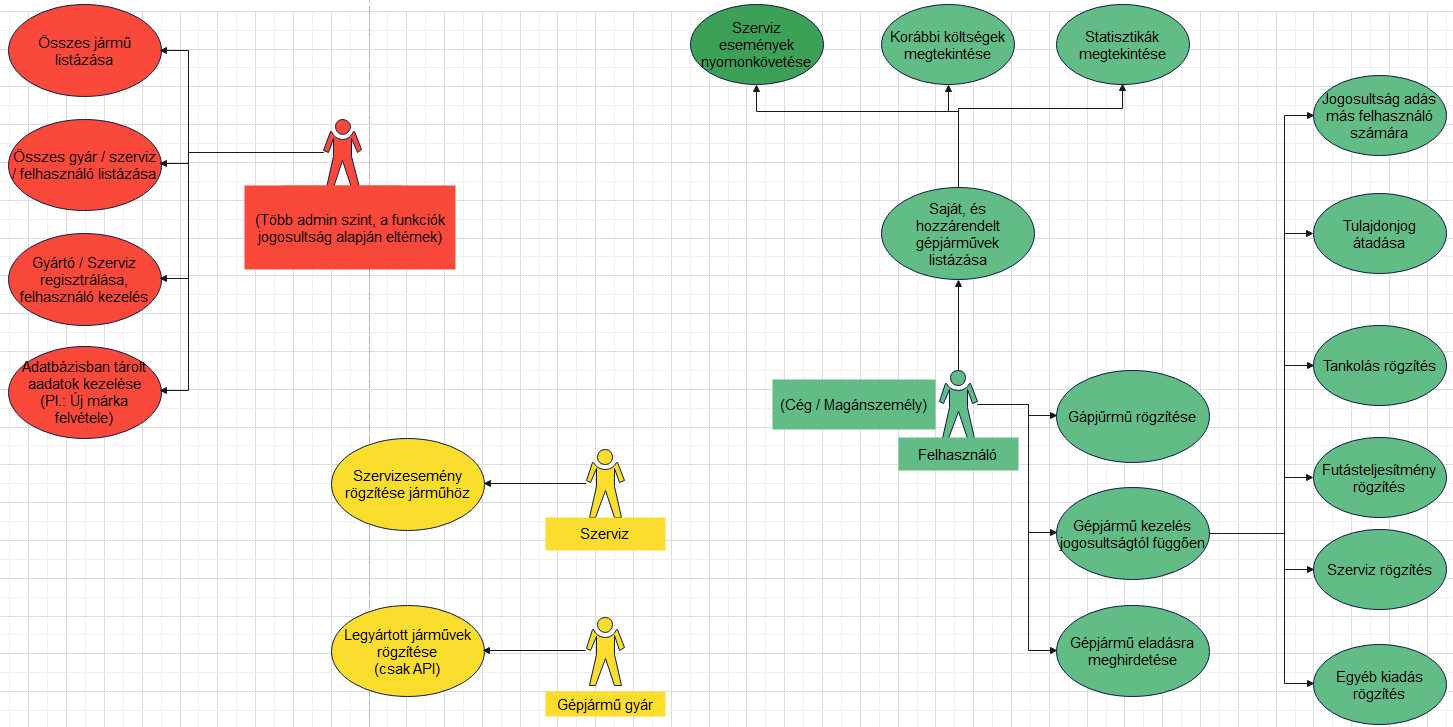 Összes jármű
listázása
Összes gyár / szerviz
/ felhasználó listázása
Gyártó / Szerviz
regisztrálása,
felhasználó kezelés
Adatbázisban tárolt
aadatok kezelése
(Pl.: Új márka
felvétele)
(Több admin szint, a funkciók
jogosultság alapján eltérnek)
Szervizesemény
rögzítése járműhöz
Szerviz
Legyártott járművek
rögzítése
(csak API)
Gépjármű gyár
Szerviz
események
nyomonkövetése
Korábbi költségek
megtekintése
Statisztikák
megtekintése
Saját, és
hozzárendelt
gépjárművek
listázása
(Cég / Magánszemély)
Felhasználó
Gápjűrmű rögzítése
Gépjármű kezelés
jogosultságtól függően
Gépjármű eladásra
meghirdetése
Jogosultság adás
más felhasználó
számára
Tulajdonjog
átadása
Tankolás rögzítés
Futásteljesítmény
rögzítés
Szerviz rögzítés
Egyéb kiadás
rögzítés